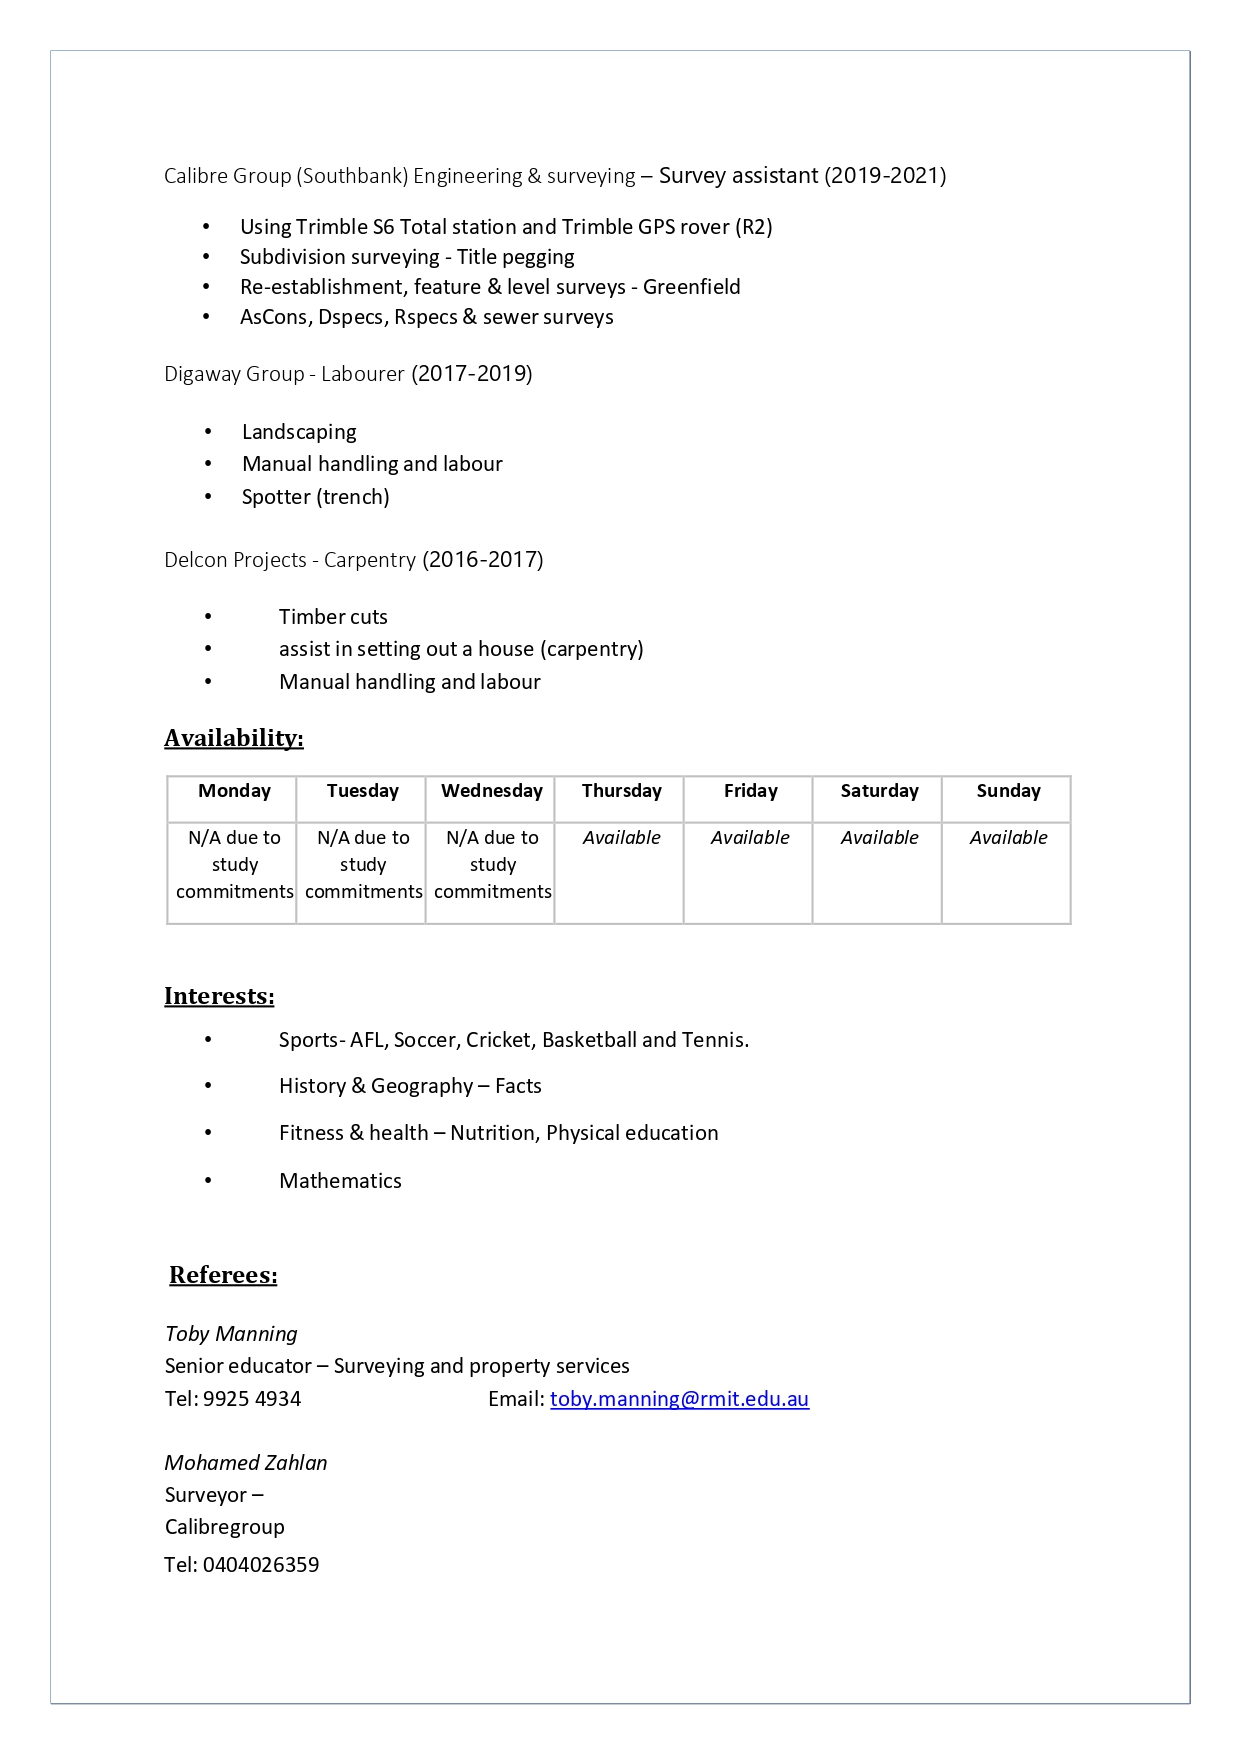 Calibre Group (Southbank) Engineering & surveying – Survey assistant (2019-2021)
• Using Trimble S6 Total station and Trimble GPS rover (R2)
• Subdivision surveying - Title pegging
• Re-establishment, feature & level surveys - Greenfield
• AsCons, Dspecs, Rspecs & sewer surveys
Digaway Group - Labourer (2017-2019)
• Landscaping
• Manual handling and labour
• Spotter (trench)
Delcon Projects - Carpentry (2016-2017)
• Timber cuts
• assist in setting out a house (carpentry)
• Manual handling and labour
Availability:
Monday Tuesday Wednesday Thursday Friday Saturday Sunday
N/A due to N/A due to N/A due to Available Available Available Available
study study study
commitments commitments commitments
Interests:
• Sports- AFL, Soccer, Cricket, Basketball and Tennis.
• History & Geography – Facts
• Fitness & health – Nutrition, Physical education
• Mathematics
Referees:
Toby Manning
Senior educator – Surveying and property services
Tel: 9925 4934 Email: toby.manning@rmit.edu.au
Mohamed Zahlan
Surveyor –
Calibregroup
Tel: 0404026359